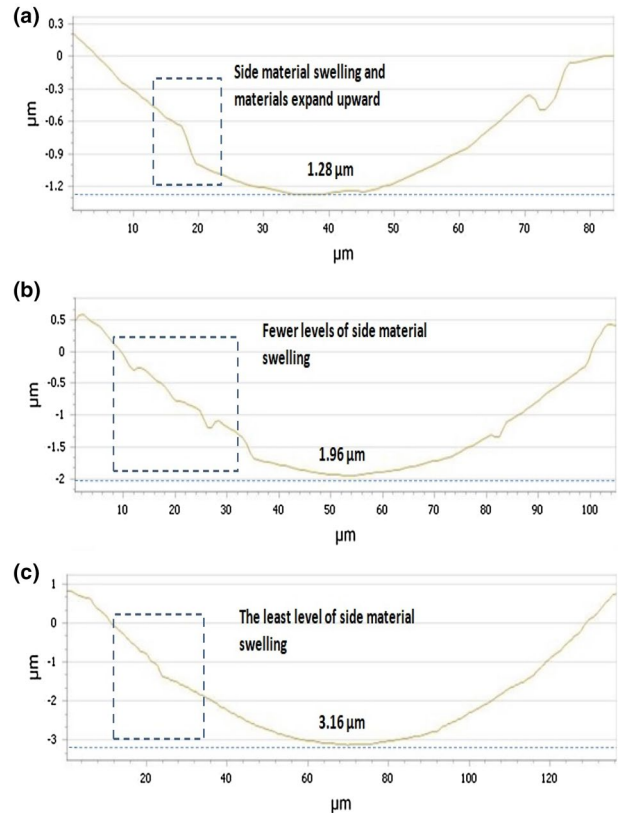 (a)
0.3
0
-0.3
-0.6
-0.9
-1.2
µm
Side material swelling and
materials expand upward
1.28 µm
10 20 30 40 50 60 70 80
µm
(b)
0.5
0
-0.5
-1
-1.5
-2
µm
Fewer levels of side material
swelling
1.96 µm
10 20 30 40 50 60 70 80 90 100
µm
(c)
1
0
-1
-2
-3
µm
The least level of side material
swelling
3.16 µm
20 40 60 80 100 120
µm